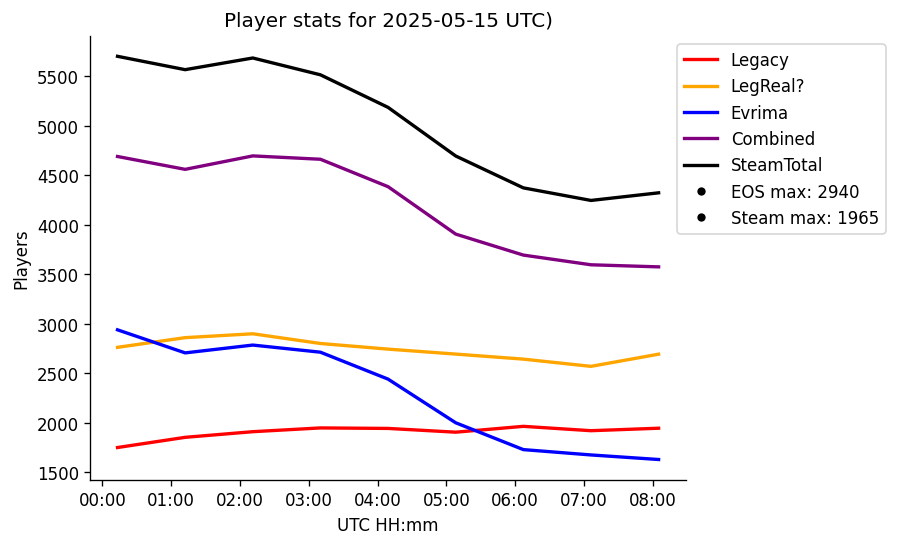 Player stats for 2025-05-15 UTC)
Legacy
LegReal?
Evrima
Combined
SteamTotal
EOS max: 2940
Steam max: 1965
Players
5500
5000
4500
4000
3500
3000
2500
2000
1500
00:00 01:00 02:00 03:00 04:00 05:00 06:00 07:00 08:00
UTC HH:mm